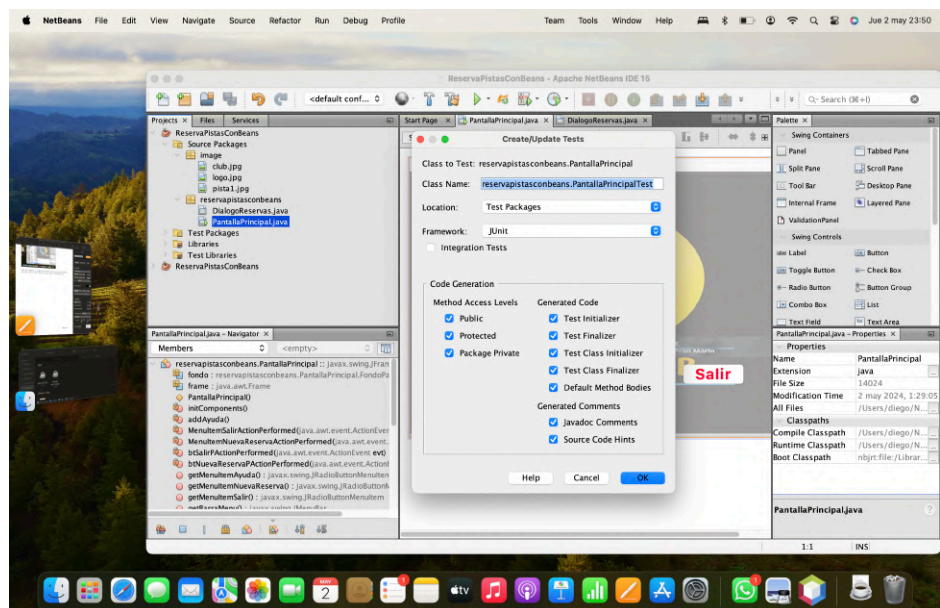 NetBeans File Edit View Navigate Source Refactor Run Debug Profile Team Tools Window Help Jue 2 may 23:50
ReservaPistasConBeans - Apache NetBeans IDE 15
<default conf...
Search (⌘+I)
Projects × Files Services
Start Page × PantallaPrincipal.java × DialogoReservas.java ×
Palette ×
ReservaPistasConBeans
Source Packages
image
club.jpg
logo.jpg
pista1.jpg
reservapistasconbeans
DialogoReservas.java
PantallaPrincipal.java
Test Packages
Libraries
Test Libraries
ReservaPistasConBeans
Create/Update Tests
Class to Test: reservapistasconbeans.PantallaPrincipal
Class Name: reservapistasconbeans.PantallaPrincipalTest
Location: Test Packages
Framework: JUnit
Integration Tests
Code Generation
Method Access Levels
Public
Protected
Package Private
Generated Code
Test Initializer
Test Finalizer
Test Class Initializer
Test Class Finalizer
Default Method Bodies
Generated Comments
Javadoc Comments
Source Code Hints
Help Cancel OK
Salir
Swing Containers
Panel Tabbed Pane
Split Pane Scroll Pane
Tool Bar Desktop Pane
Internal Frame Layered Pane
ValidationPanel
Swing Controls
Label Button
Toggle Button Check Box
Radio Button Button Group
Combo Box List
Text Field Text Area
PantallaPrincipal.java - Navigator ×
Members <empty>
reservapistasconbeans.PantallaPrincipal :: javax.swing.JFram
fondo : reservapistasconbeans.PantallaPrincipal.FondoPa
frame : java.awt.Frame
PantallaPrincipal()
initComponents()
addAyuda()
MenuItemSalirActionPerformed(java.awt.event.ActionEver
MenuItemNuevaReservaActionPerformed(java.awt.event.
btSalirPActionPerformed(java.awt.event.ActionEvent evt)
btNuevaReservaPActionPerformed(java.awt.event.Action
getMenuItemAyuda() : javax.swing.JRadioButtonMenuItem
getMenuItemNuevaReserva() : javax.swing.JRadioButtonM
getMenuItemSalir() : javax.swing.JRadioButtonMenuItem
getBarraMenu() : javax.swing.JMenuBar
PantallaPrincipal.java - Properties ×
Properties
Name PantallaPrincipal
Extension java
File Size 14024
Modification Time 2 may 2024, 1:29:05
All Files /Users/diego/N...
Classpaths
Compile Classpath /Users/diego/N...
Runtime Classpath /Users/diego/N...
Boot Classpath nbjrt:file:/Librar...
PantallaPrincipal.java
1:1 INS
MAY
2
tv